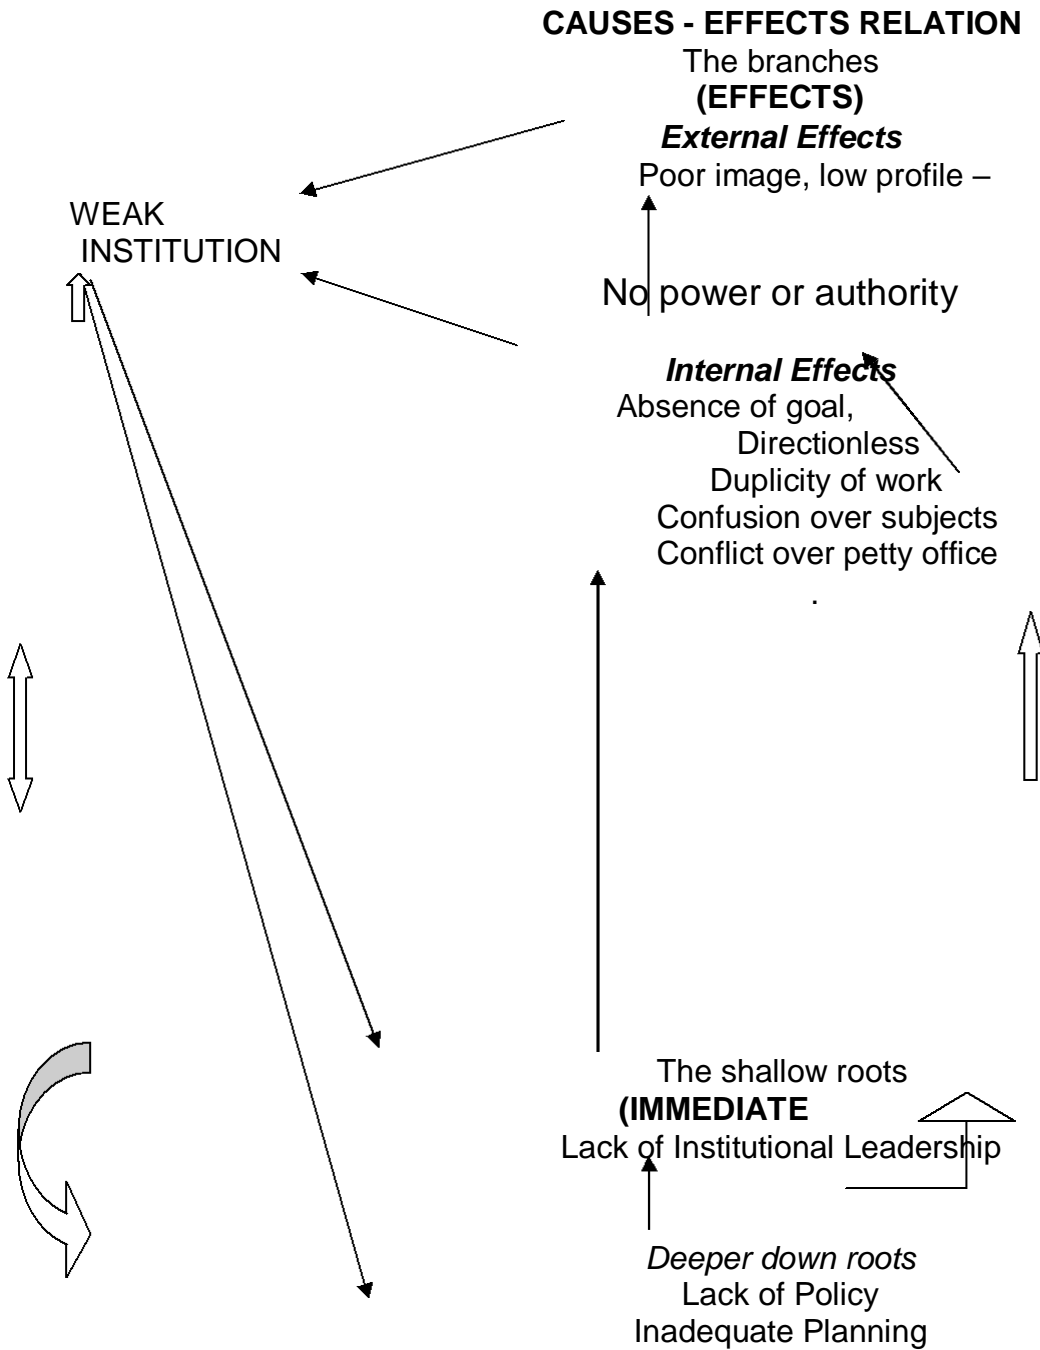 CAUSES - EFFECTS RELATION
The branches
(EFFECTS)
External Effects
Poor image, low profile –
WEAK
INSTITUTION
No power or authority
Internal Effects
Absence of goal,
Directionless
Duplicity of work
Confusion over subjects
Conflict over petty office
.
The shallow roots
(IMMEDIATE
Lack of Institutional Leadership
Deeper down roots
Lack of Policy
Inadequate Planning